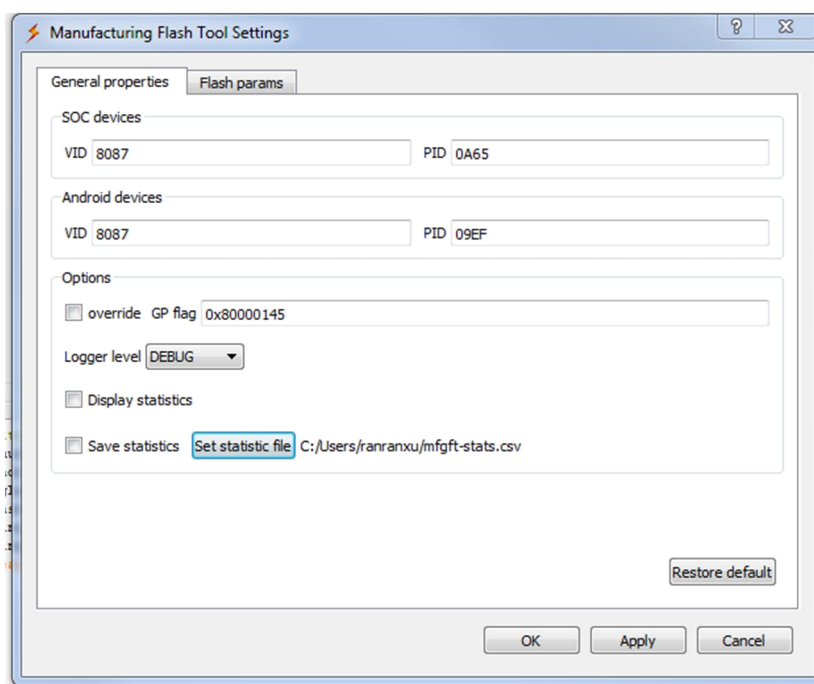 Manufacturing Flash Tool Settings
General properties Flash params
SOC devices
VID 8087 PID 0A65
Android devices
VID 8087 PID 09EF
Options
override GP flag 0x80000145
Logger level DEBUG
Display statistics
Save statistics Set statistic file C:/Users/ranranxu/mfgft-stats.csv
Restore default
OK Apply Cancel